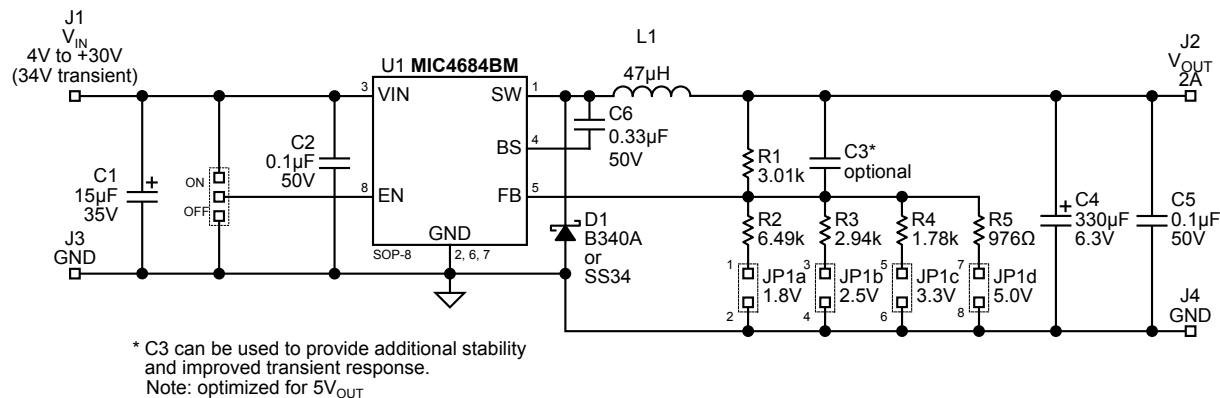 J1
VIN
4V to +30V
(34V transient)
J3
GND
C1
15µF
35V
+
ON
OFF
C2
0.1µF
50V
U1 MIC4684BM
3
VIN
SW
1
BS
4
8
EN
FB
5
GND
SOP-8
2, 6, 7
C6
0.33µF
50V
L1
47µH
D1
B340A
or
SS34
R1
3.01k
C3*
optional
R2
6.49k
R3
2.94k
R4
1.78k
R5
976Ω
1
JP1a
1.8V
2
3
JP1b
2.5V
4
5
JP1c
3.3V
6
7
JP1d
5.0V
8
+
C4
330µF
6.3V
C5
0.1µF
50V
J2
VOUT
2A
J4
GND
* C3 can be used to provide additional stability
and improved transient response.
Note: optimized for 5VOUT